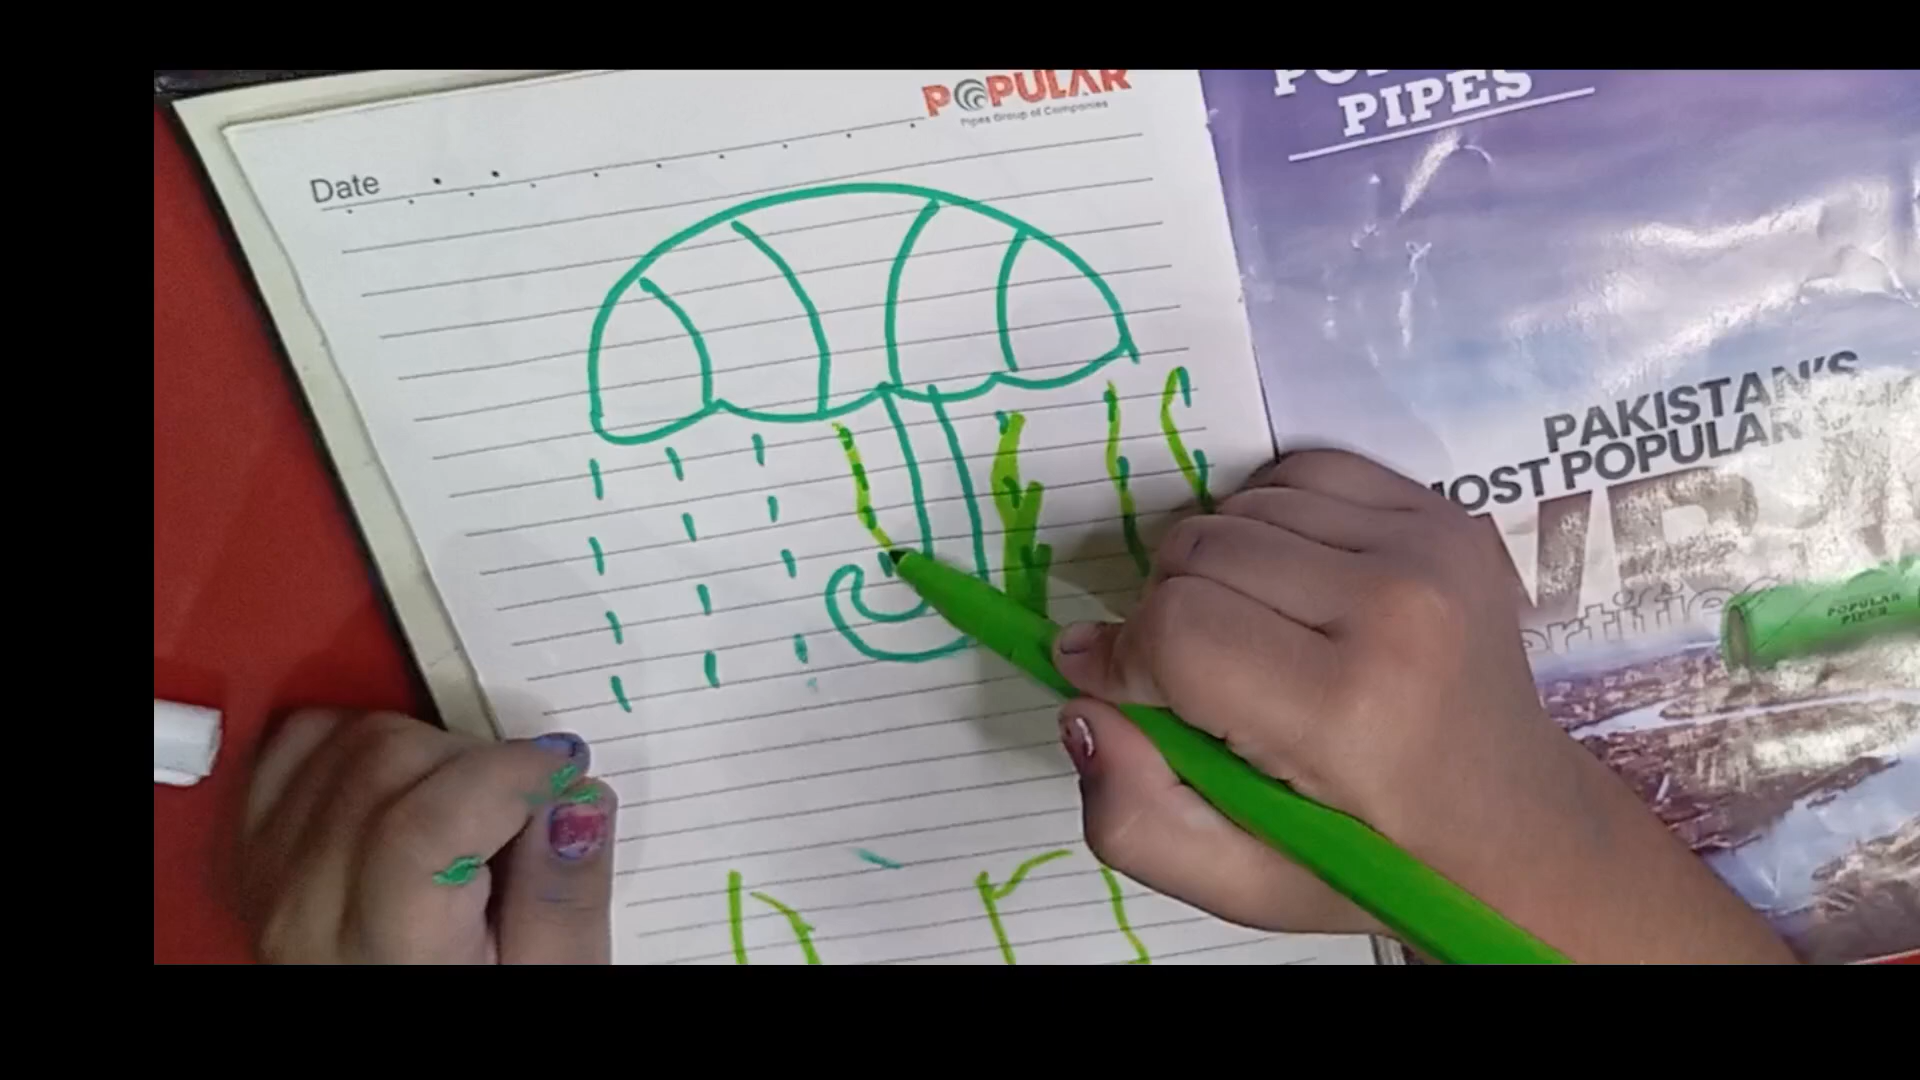 POPULAR
Pipes Group of Companies
Date
PIPES
PAKISTAN'S
MOST POPULAR
POPULAR
PIPES